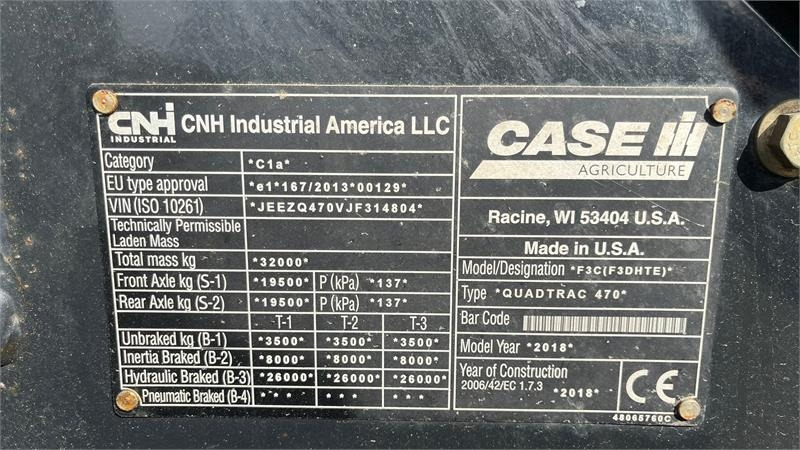 CNH INDUSTRIAL CNH Industrial America LLC
Category *C1a*
EU type approval *e1*167/2013*00129*
VIN (ISO 10261) *JEEZQ470VJF314804*
Technically Permissible
Laden Mass
Total mass kg *32000*
Front Axle kg (S-1) *19500* P (kPa) *137*
Rear Axle kg (S-2) *19500* P (kPa) *137*
T-1 T-2 T-3
Unbraked kg (B-1) *3500* *3500* *3500*
Inertia Braked (B-2) *8000* *8000* *8000*
Hydraulic Braked (B-3) *26000* *26000* *26000*
Pneumatic Braked (B-4) *** *** ***
CASE IH
AGRICULTURE
Racine, WI 53404 U.S.A.
Made in U.S.A.
Model/Designation *F3C(F3DHTE)*
Type *QUADTRAC 470*
Bar Code
Model Year *2018*
Year of Construction
2006/42/EC 1.7.3 *2018*
CE
48065760C